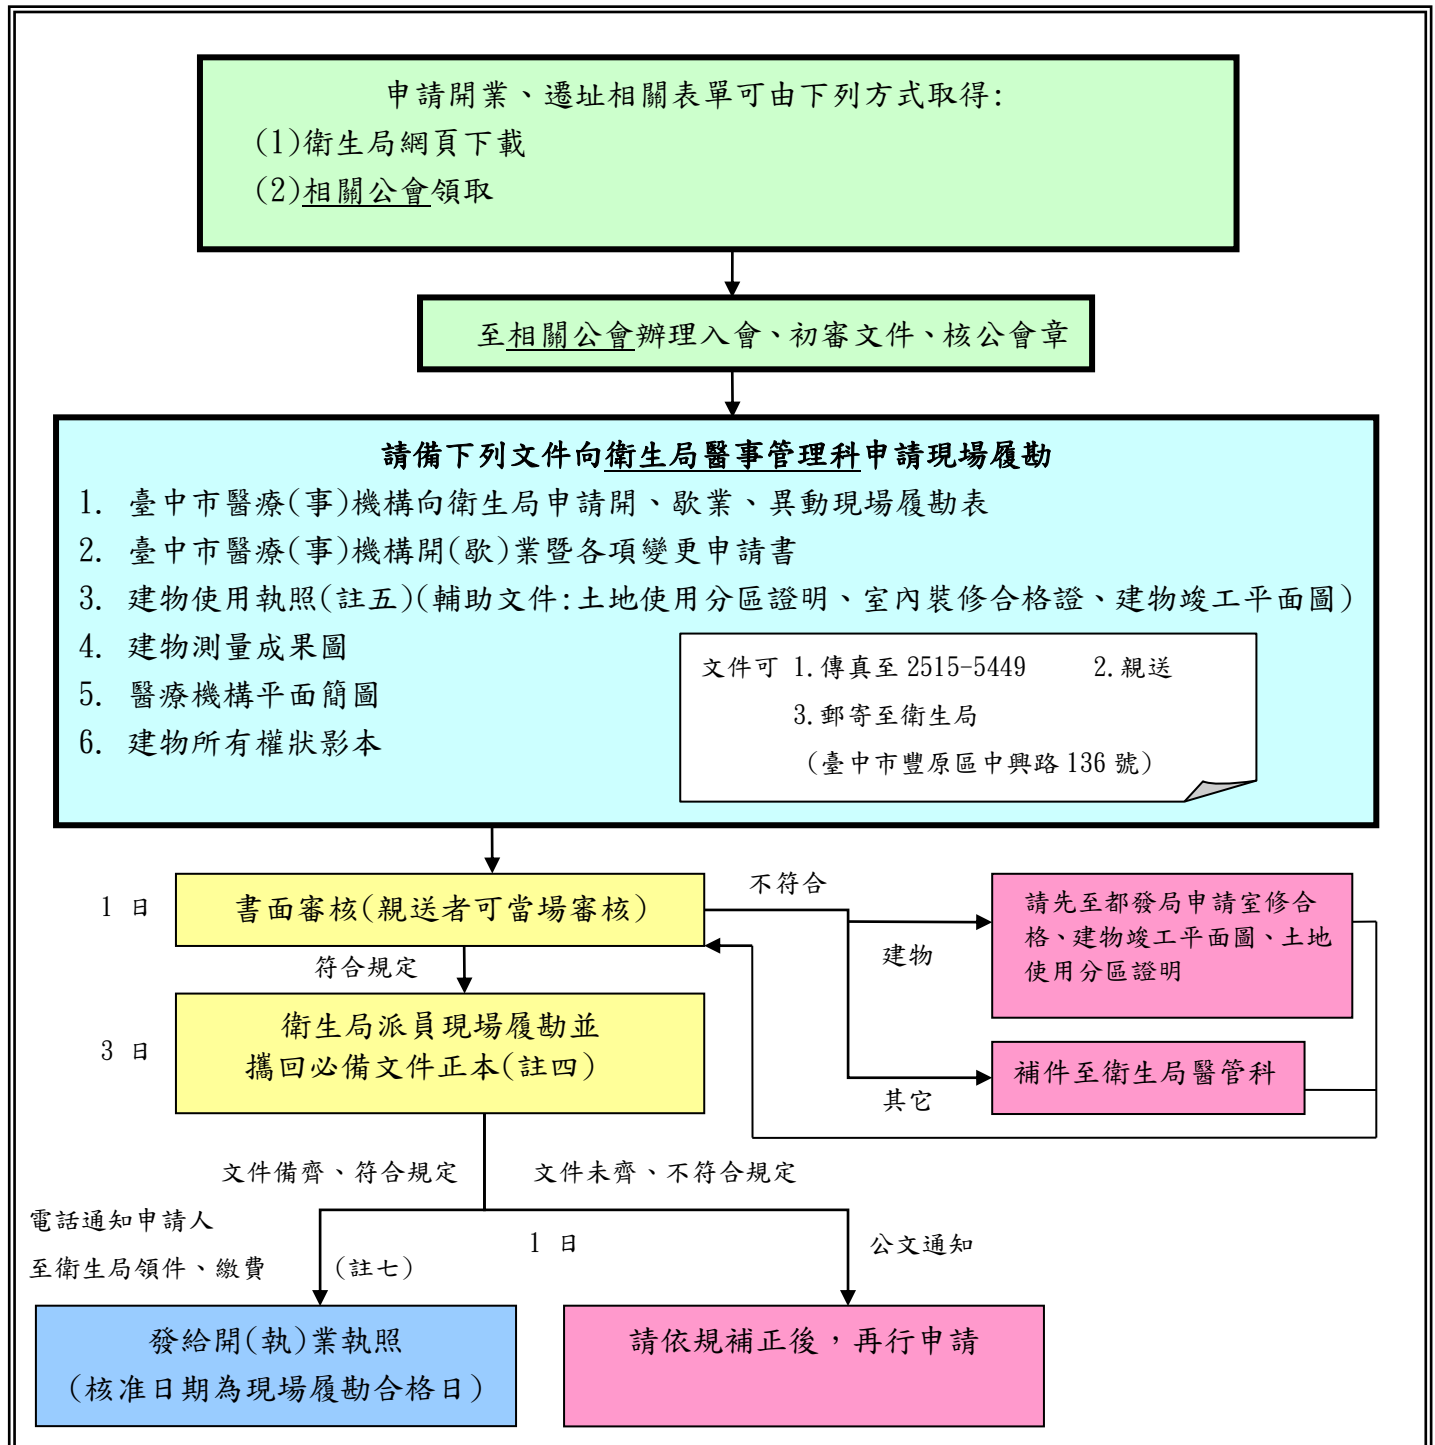 申請開業、遷址相關表單可由下列方式取得:
(1)衛生局網頁下載
(2)相關公會領取
至相關公會辦理入會、初審文件、核公會章
請備下列文件向衛生局醫事管理科申請現場履勘
1. 臺中市醫療(事)機構向衛生局申請開、歇業、異動現場履勘表
2. 臺中市醫療(事)機構開(歇)業暨各項變更申請書
3. 建物使用執照(註五)(輔助文件:土地使用分區證明、室內裝修合格證、建物竣工平面圖)
4. 建物測量成果圖
5. 醫療機構平面簡圖
6. 建物所有權狀影本
文件可 1.傳真至 2515-5449 2.親送
3.郵寄至衛生局
(臺中市豐原區中興路 136 號)
1 日
書面審核(親送者可當場審核)
不符合
建物
請先至都發局申請室修合
格、建物竣工平面圖、土地
使用分區證明
符合規定
3 日
衛生局派員現場履勘並
攜回必備文件正本(註四)
其它
補件至衛生局醫管科
文件備齊、符合規定
文件未齊、不符合規定
電話通知申請人
至衛生局領件、繳費
(註七)
1 日
公文通知
發給開(執)業執照
(核准日期為現場履勘合格日)
請依規補正後，再行申請